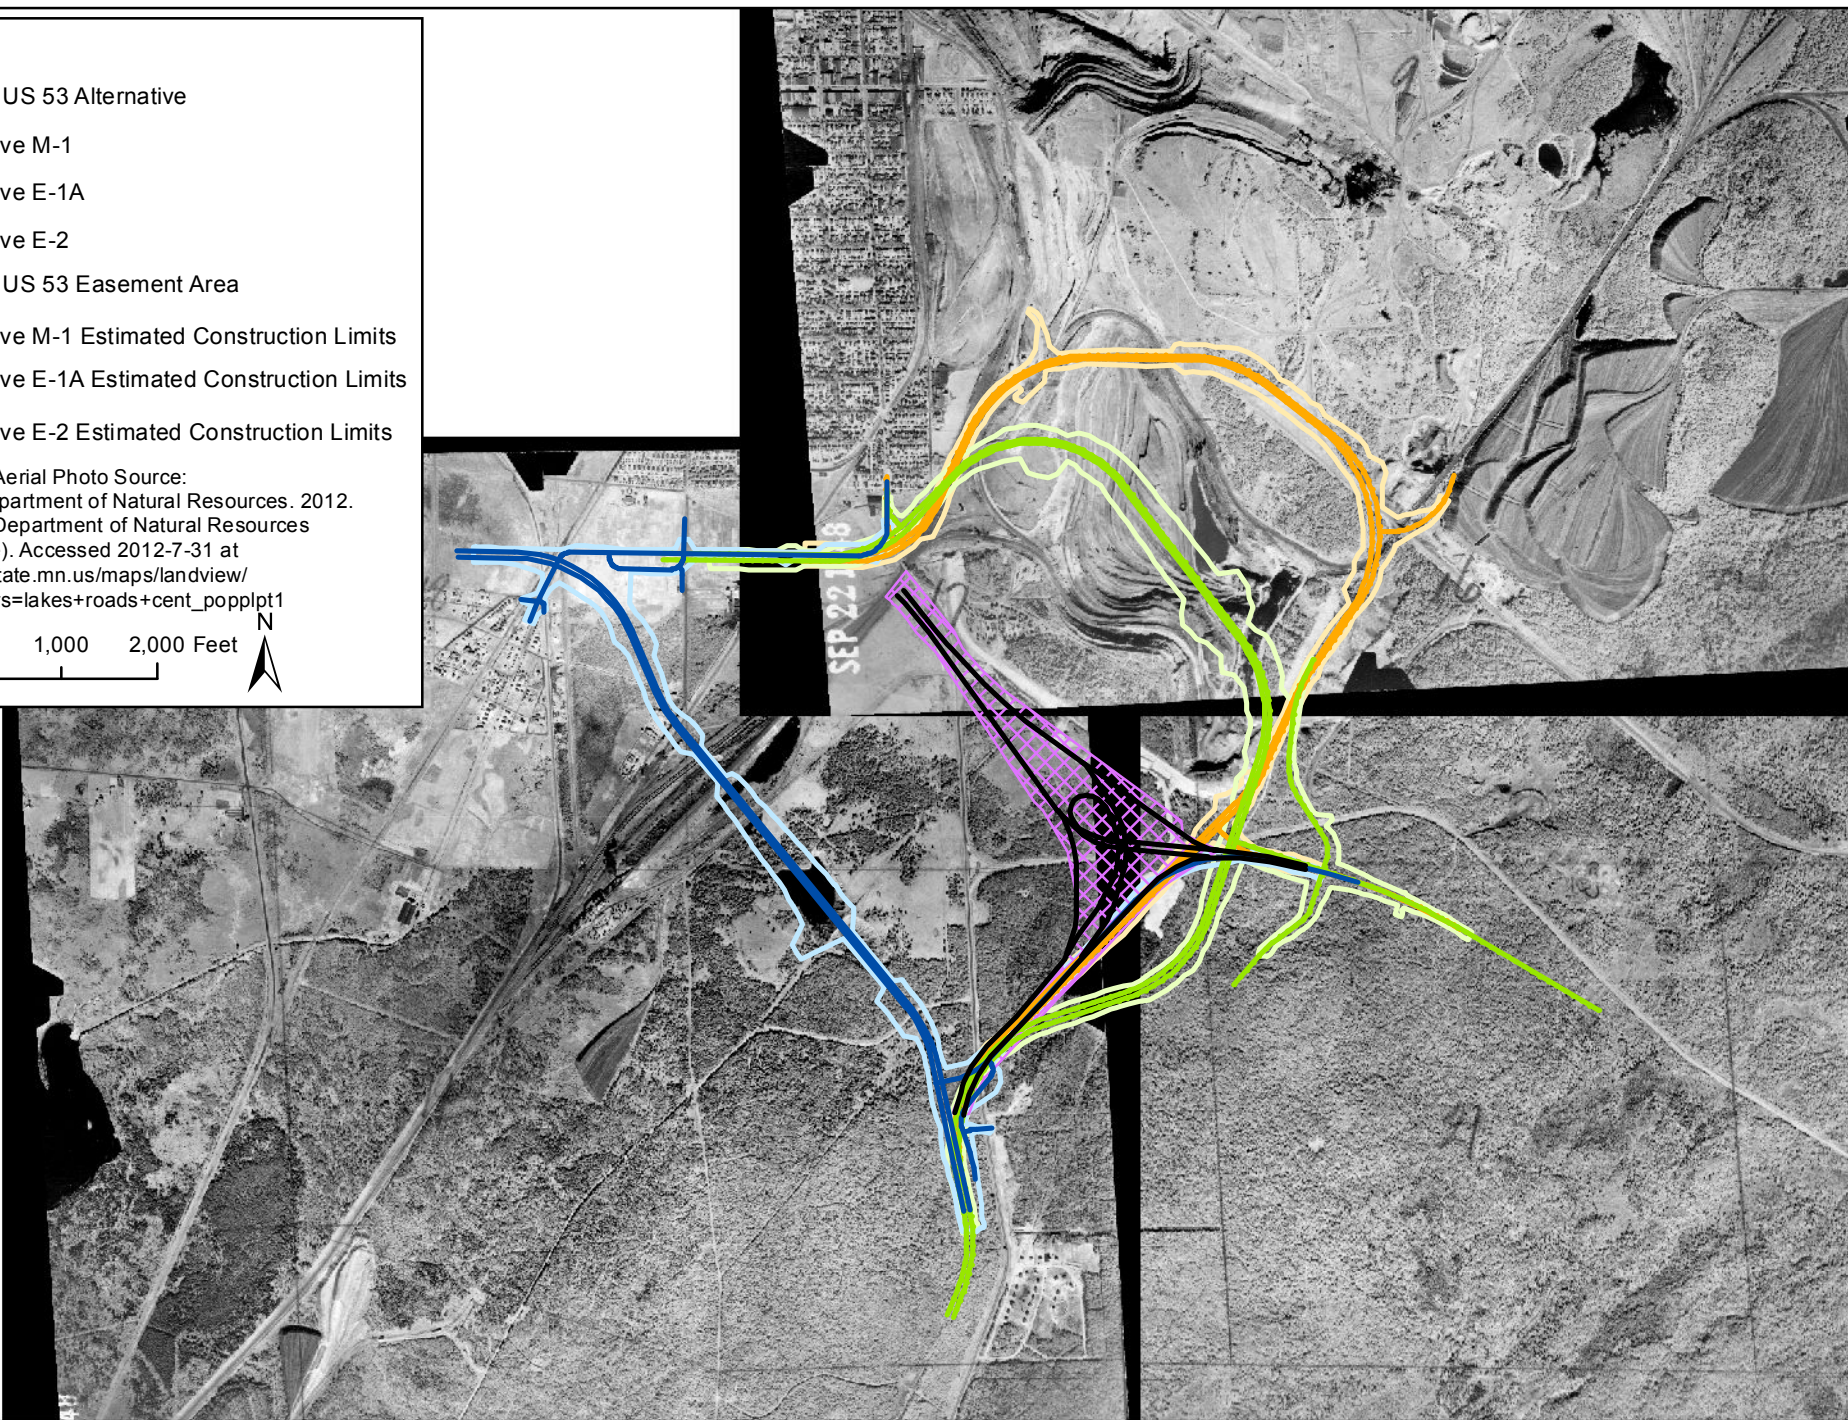 US 53 Alternative
ve M-1
ve E-1A
ve E-2
US 53 Easement Area
ve M-1 Estimated Construction Limits
ve E-1A Estimated Construction Limits
ve E-2 Estimated Construction Limits
Aerial Photo Source:
partment of Natural Resources. 2012.
Department of Natural Resources
). Accessed 2012-7-31 at
tate.mn.us/maps/landview/
s=lakes+roads+cent_popplpt1
N
1,000 2,000 Feet
SEP 22